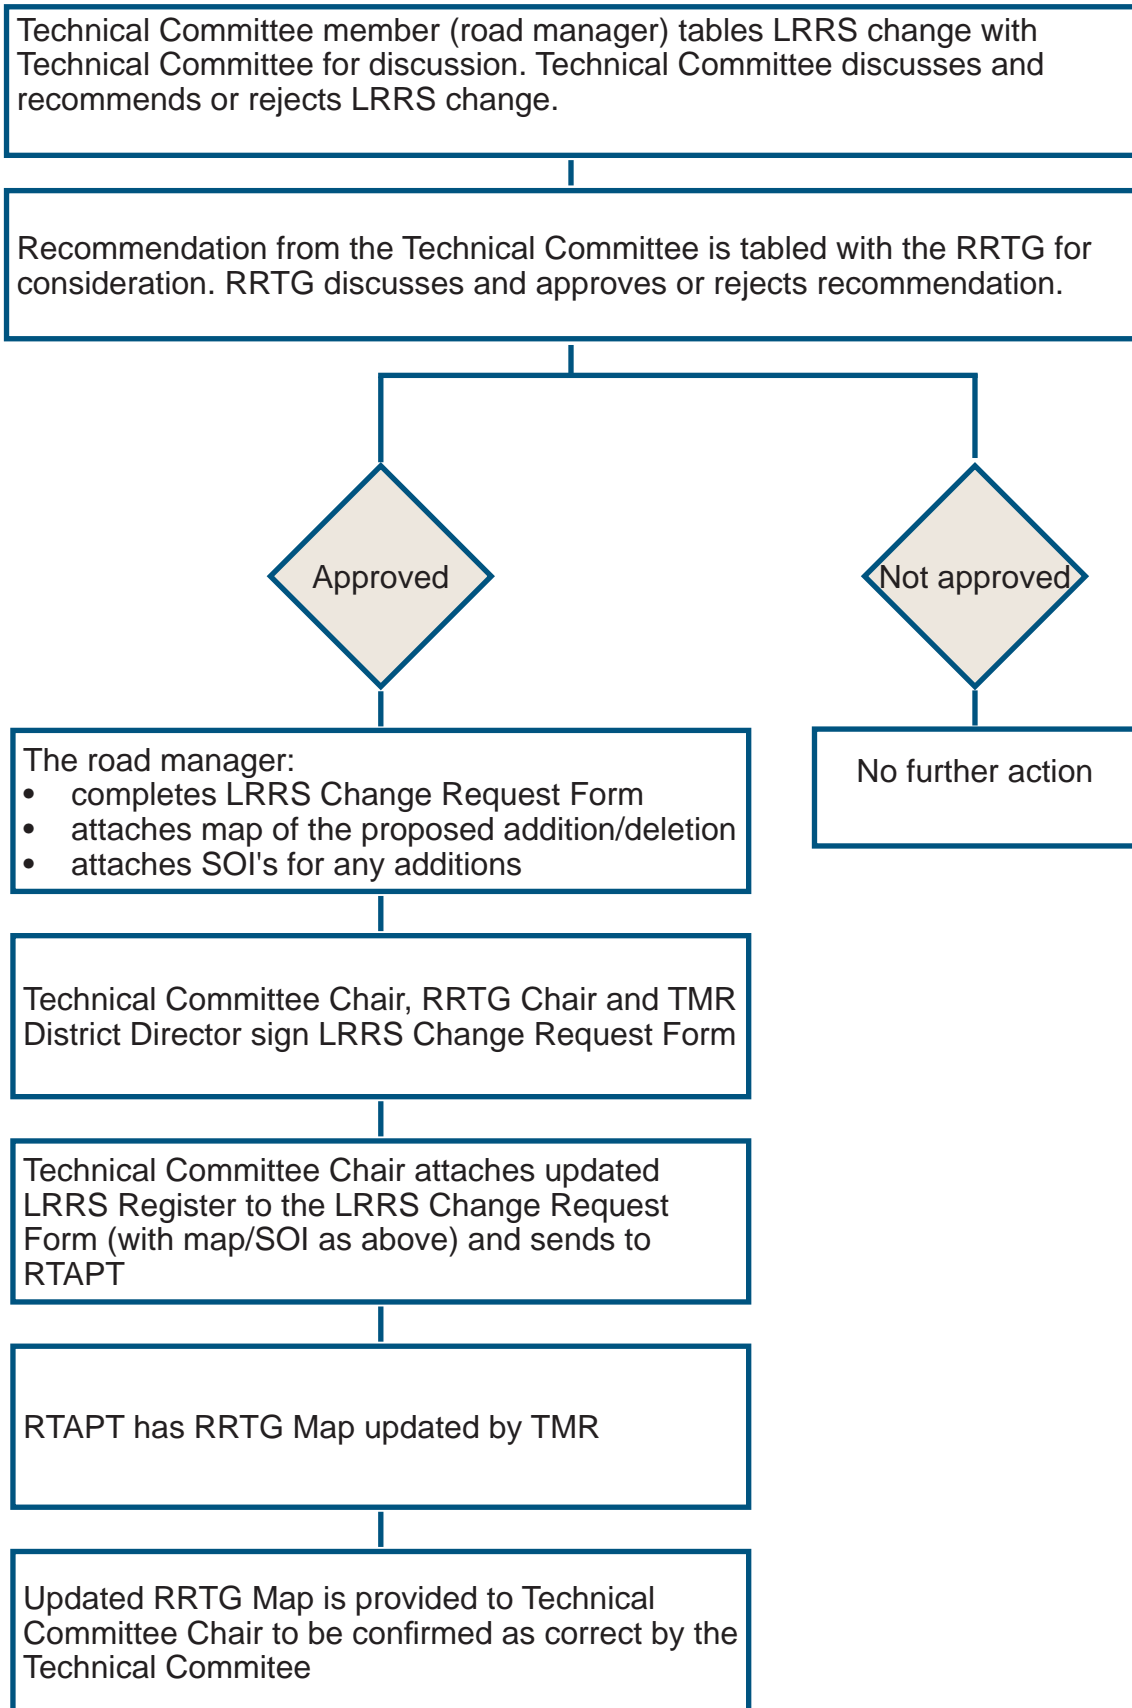 Technical Committee member (road manager) tables LRRS change with
Technical Committee for discussion. Technical Committee discusses and
recommends or rejects LRRS change.
Recommendation from the Technical Committee is tabled with the RRTG for
consideration. RRTG discusses and approves or rejects recommendation.
Approved
Not approved
The road manager:
• completes LRRS Change Request Form
• attaches map of the proposed addition/deletion
• attaches SOI's for any additions
No further action
Technical Committee Chair, RRTG Chair and TMR
District Director sign LRRS Change Request Form
Technical Committee Chair attaches updated
LRRS Register to the LRRS Change Request
Form (with map/SOI as above) and sends to
RTAPT
RTAPT has RRTG Map updated by TMR
Updated RRTG Map is provided to Technical
Committee Chair to be confirmed as correct by the
Technical Commitee